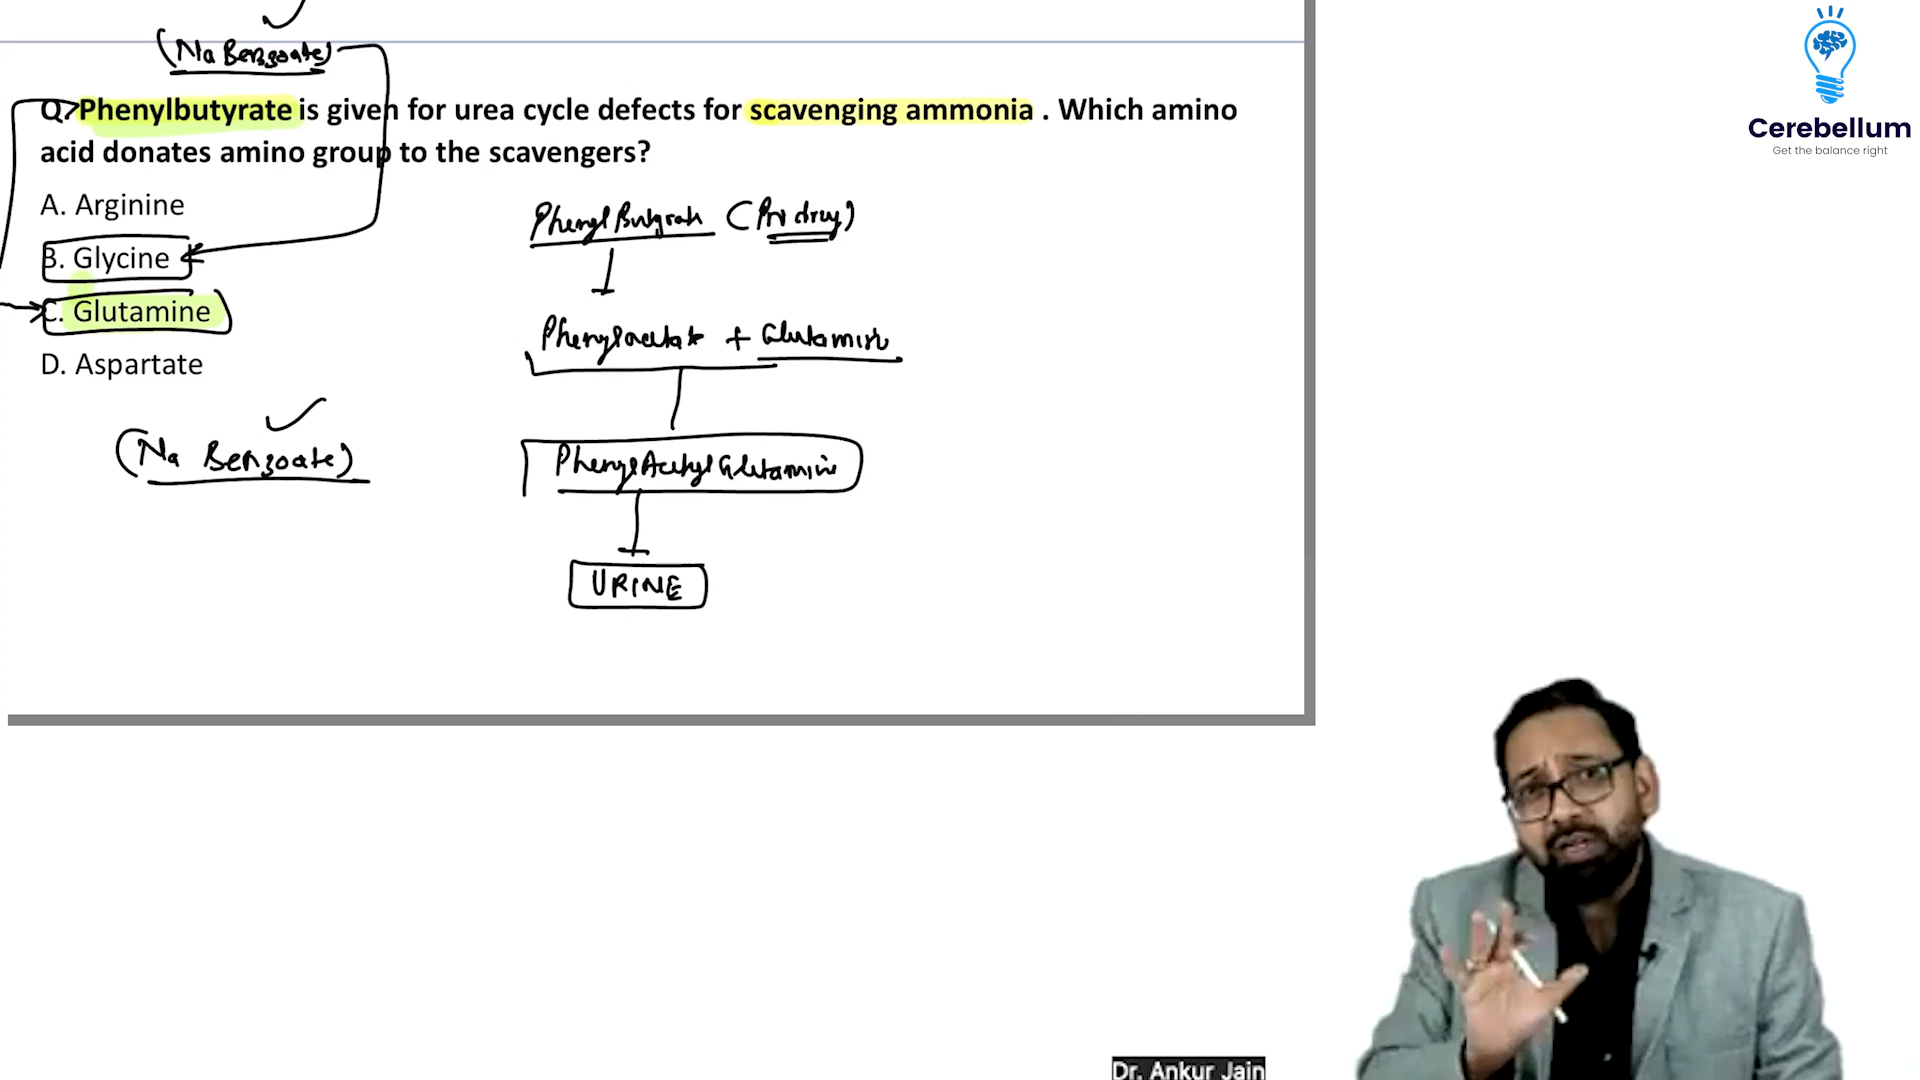 (Na Benzoate)
Q. Phenylbutyrate is given for urea cycle defects for scavenging ammonia . Which amino
acid donates amino group to the scavengers?
A. Arginine
B. Glycine
C. Glutamine
D. Aspartate
(Na Benzoate)
Phenyl Butyrate (Pro drug)
Phenylacetate + Glutamine
Phenyl Acetyl Glutamine
URINE
Cerebellum
Get the balance right
Dr. Ankur Jain